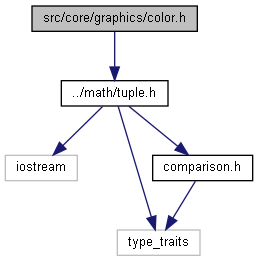 src/core/graphics/color.h
../math/tuple.h
iostream
comparison.h
type_traits